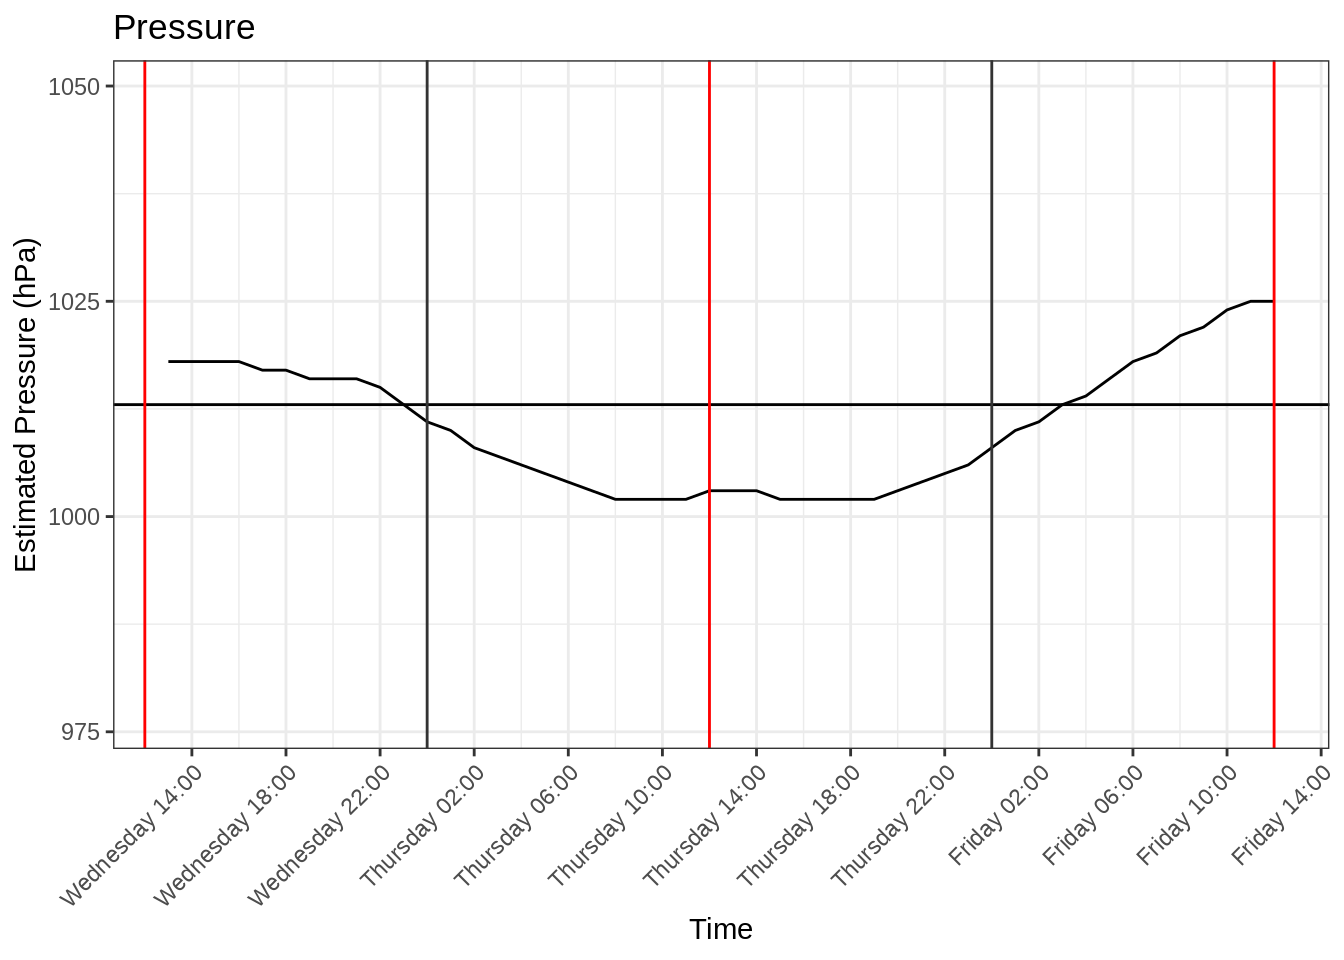 Pressure
Estimated Pressure (hPa)
1050
1025
1000
975
Wednesday 14:00
Wednesday 18:00
Wednesday 22:00
Thursday 02:00
Thursday 06:00
Thursday 10:00
Thursday 14:00
Thursday 18:00
Thursday 22:00
Friday 02:00
Friday 06:00
Friday 10:00
Friday 14:00
Time